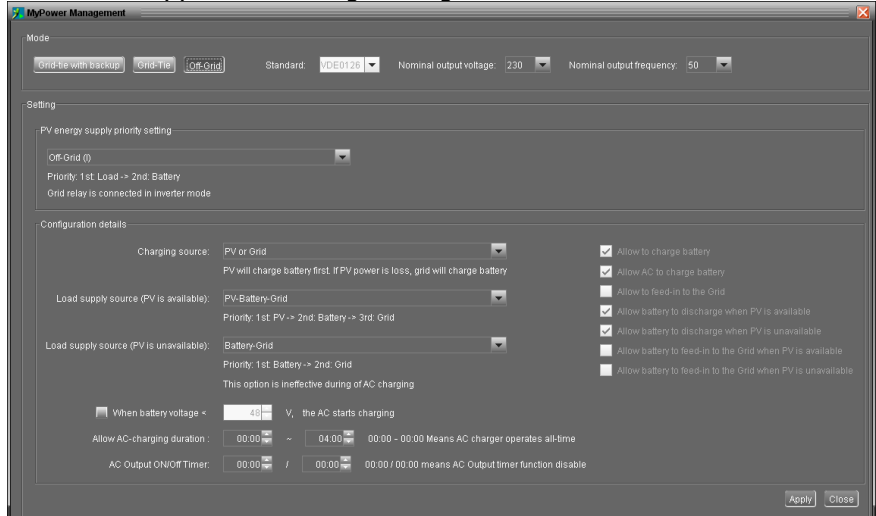 MyPower Management
Mode
Grid-tie with backup Grid-Tie Off-Grid Standard: VDE0126 Nominal output voltage: 230 Nominal output frequency: 50
Setting
PV energy supply priority setting
Off-Grid (I)
Priority: 1st: Load -> 2nd: Battery
Grid relay is connected in inverter mode
Configuration details
Charging source: PV or Grid
PV will charge battery first. If PV power is loss, grid will charge battery
Load supply source (PV is available): PV-Battery-Grid
Priority: 1st: PV -> 2nd: Battery -> 3rd: Grid
Load supply source (PV is unavailable): Battery-Grid
Priority: 1st: Battery -> 2nd: Grid
This option is ineffective during of AC charging
When battery voltage < 48 V, the AC starts charging
Allow AC-charging duration : 00:00 ~ 04:00 00:00 - 00:00 Means AC charger operates all-time
AC Output ON/Off Timer: 00:00 / 00:00 00:00 / 00:00 means AC Output timer function disable
Allow to charge battery
Allow AC to charge battery
Allow to feed-in to the Grid
Allow battery to discharge when PV is available
Allow battery to discharge when PV is unavailable
Allow battery to feed-in to the Grid when PV is available
Allow battery to feed-in to the Grid when PV is unavailable
Apply Close